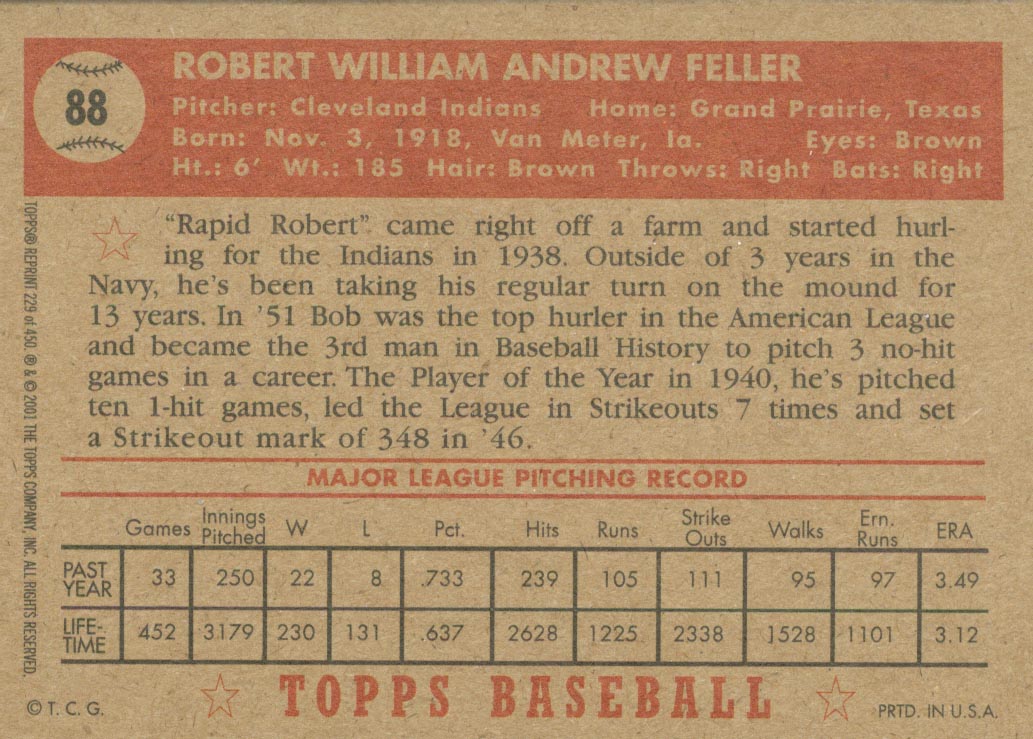 88
ROBERT WILLIAM ANDREW FELLER
Pitcher: Cleveland Indians Home: Grand Prairie, Texas
Born: Nov. 3, 1918, Van Meter, Ia. Eyes: Brown
Ht.: 6' Wt.: 185 Hair: Brown Throws: Right Bats: Right
"Rapid Robert" came right off a farm and started hurl-
ing for the Indians in 1938. Outside of 3 years in the
Navy, he's been taking his regular turn on the mound for
13 years. In '51 Bob was the top hurler in the American League
and became the 3rd man in Baseball History to pitch 3 no-hit
games in a career. The Player of the Year in 1940, he's pitched
ten 1-hit games, led the League in Strikeouts 7 times and set
a Strikeout mark of 348 in '46.
MAJOR LEAGUE PITCHING RECORD
Games Innings Pitched W L Pct. Hits Runs Strike Outs Walks Ern. Runs ERA
PAST YEAR 33 250 22 8 .733 239 105 111 95 97 3.49
LIFE-TIME 452 3179 230 131 .637 2628 1225 2338 1528 1101 3.12
© T. C. G. TOPPS BASEBALL PRTD. IN U.S.A.
TOPPS® REPRINT 229 of 450 ® & © 2001 THE TOPPS COMPANY, INC. ALL RIGHTS RESERVED.